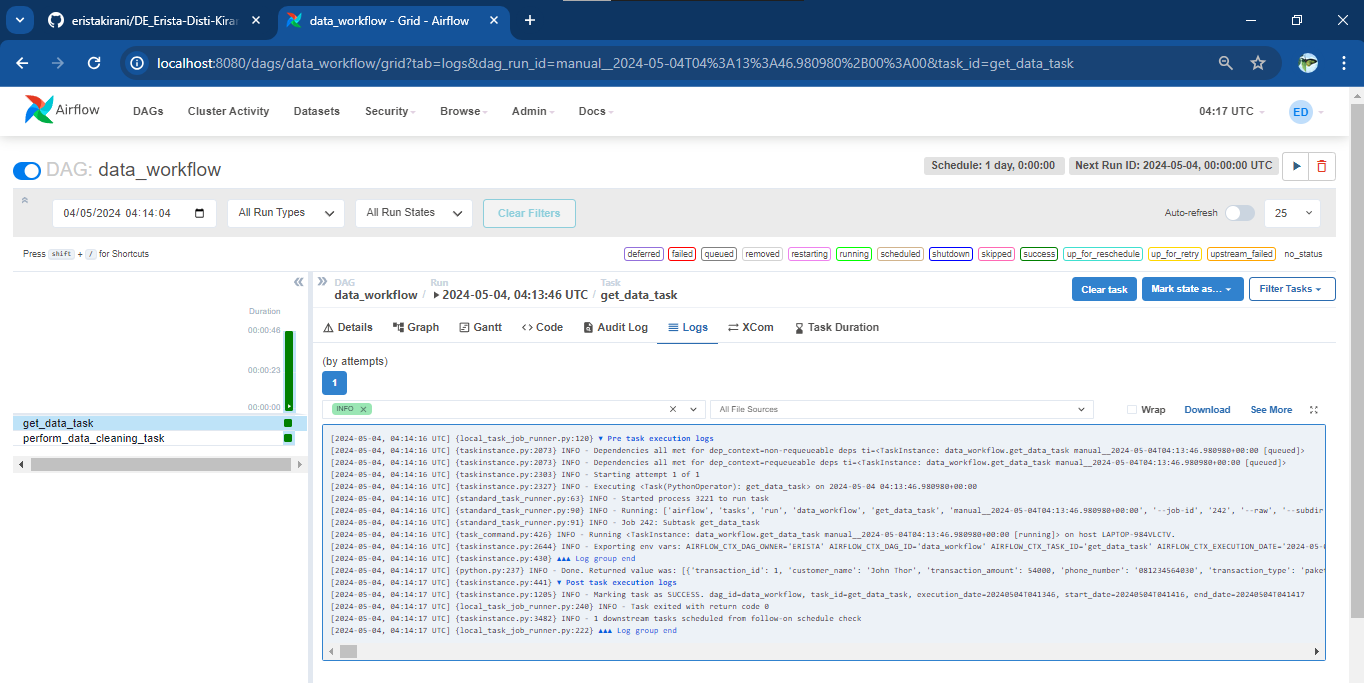 eristakirani/DE_Erista-Disti-Kiran
data_workflow - Grid - Airflow
localhost:8080/dags/data_workflow/grid?tab=logs&dag_run_id=manual__2024-05-04T04%3A13%3A46.980980%2B00%3A00&task_id=get_data_task
Airflow DAGs Cluster Activity Datasets Security Browse Admin Docs 04:17 UTC ED
DAG: data_workflow
Schedule: 1 day, 0:00:00 Next Run ID: 2024-05-04, 00:00:00 UTC
04/05/2024 04:14:04 All Run Types All Run States Clear Filters Auto-refresh 25
Press shift + / for Shortcuts
deferred failed queued removed restarting running scheduled shutdown skipped success up_for_reschedule up_for_retry upstream_failed no_status
DAG Run Task
data_workflow / 2024-05-04, 04:13:46 UTC / get_data_task
Clear task Mark state as... Filter Tasks
Duration
00:00:46
00:00:23
00:00:00
get_data_task
perform_data_cleaning_task
Details Graph Gantt Code Audit Log Logs XCom Task Duration
(by attempts)
1
INFO All File Sources Wrap Download See More
[2024-05-04, 04:14:16 UTC] {local_task_job_runner.py:120} ▼ Pre task execution logs
[2024-05-04, 04:14:16 UTC] {taskinstance.py:2073} INFO - Dependencies all met for dep_context=non-requeueable deps ti=<TaskInstance: data_workflow.get_data_task manual__2024-05-04T04:13:46.980980+00:00 [queued]>
[2024-05-04, 04:14:16 UTC] {taskinstance.py:2073} INFO - Dependencies all met for dep_context=requeueable deps ti=<TaskInstance: data_workflow.get_data_task manual__2024-05-04T04:13:46.980980+00:00 [queued]>
[2024-05-04, 04:14:16 UTC] {taskinstance.py:2303} INFO - Starting attempt 1 of 1
[2024-05-04, 04:14:16 UTC] {taskinstance.py:2327} INFO - Executing <Task(PythonOperator): get_data_task> on 2024-05-04 04:13:46.980980+00:00
[2024-05-04, 04:14:16 UTC] {standard_task_runner.py:63} INFO - Started process 3221 to run task
[2024-05-04, 04:14:16 UTC] {standard_task_runner.py:90} INFO - Running: ['airflow', 'tasks', 'run', 'data_workflow', 'get_data_task', 'manual__2024-05-04T04:13:46.980980+00:00', '--job-id', '242', '--raw', '--subdir
[2024-05-04, 04:14:16 UTC] {standard_task_runner.py:91} INFO - Job 242: Subtask get_data_task
[2024-05-04, 04:14:16 UTC] {task_command.py:426} INFO - Running <TaskInstance: data_workflow.get_data_task manual__2024-05-04T04:13:46.980980+00:00 [running]> on host LAPTOP-984VLCTV.
[2024-05-04, 04:14:16 UTC] {taskinstance.py:2644} INFO - Exporting env vars: AIRFLOW_CTX_DAG_OWNER='ERISTA' AIRFLOW_CTX_DAG_ID='data_workflow' AIRFLOW_CTX_TASK_ID='get_data_task' AIRFLOW_CTX_EXECUTION_DATE='2024-05-0
[2024-05-04, 04:14:16 UTC] {taskinstance.py:430} ▲▲▲ Log group end
[2024-05-04, 04:14:17 UTC] {python.py:237} INFO - Done. Returned value was: [{'transaction_id': 1, 'customer_name': 'John Thor', 'transaction_amount': 54000, 'phone_number': '081234564030', 'transaction_type': 'paket
[2024-05-04, 04:14:17 UTC] {taskinstance.py:441} ▼ Post task execution logs
[2024-05-04, 04:14:17 UTC] {taskinstance.py:1205} INFO - Marking task as SUCCESS. dag_id=data_workflow, task_id=get_data_task, execution_date=20240504T041346, start_date=20240504T041416, end_date=20240504T041417
[2024-05-04, 04:14:17 UTC] {local_task_job_runner.py:240} INFO - Task exited with return code 0
[2024-05-04, 04:14:17 UTC] {taskinstance.py:3482} INFO - 1 downstream tasks scheduled from follow-on schedule check
[2024-05-04, 04:14:17 UTC] {local_task_job_runner.py:222} ▲▲▲ Log group end